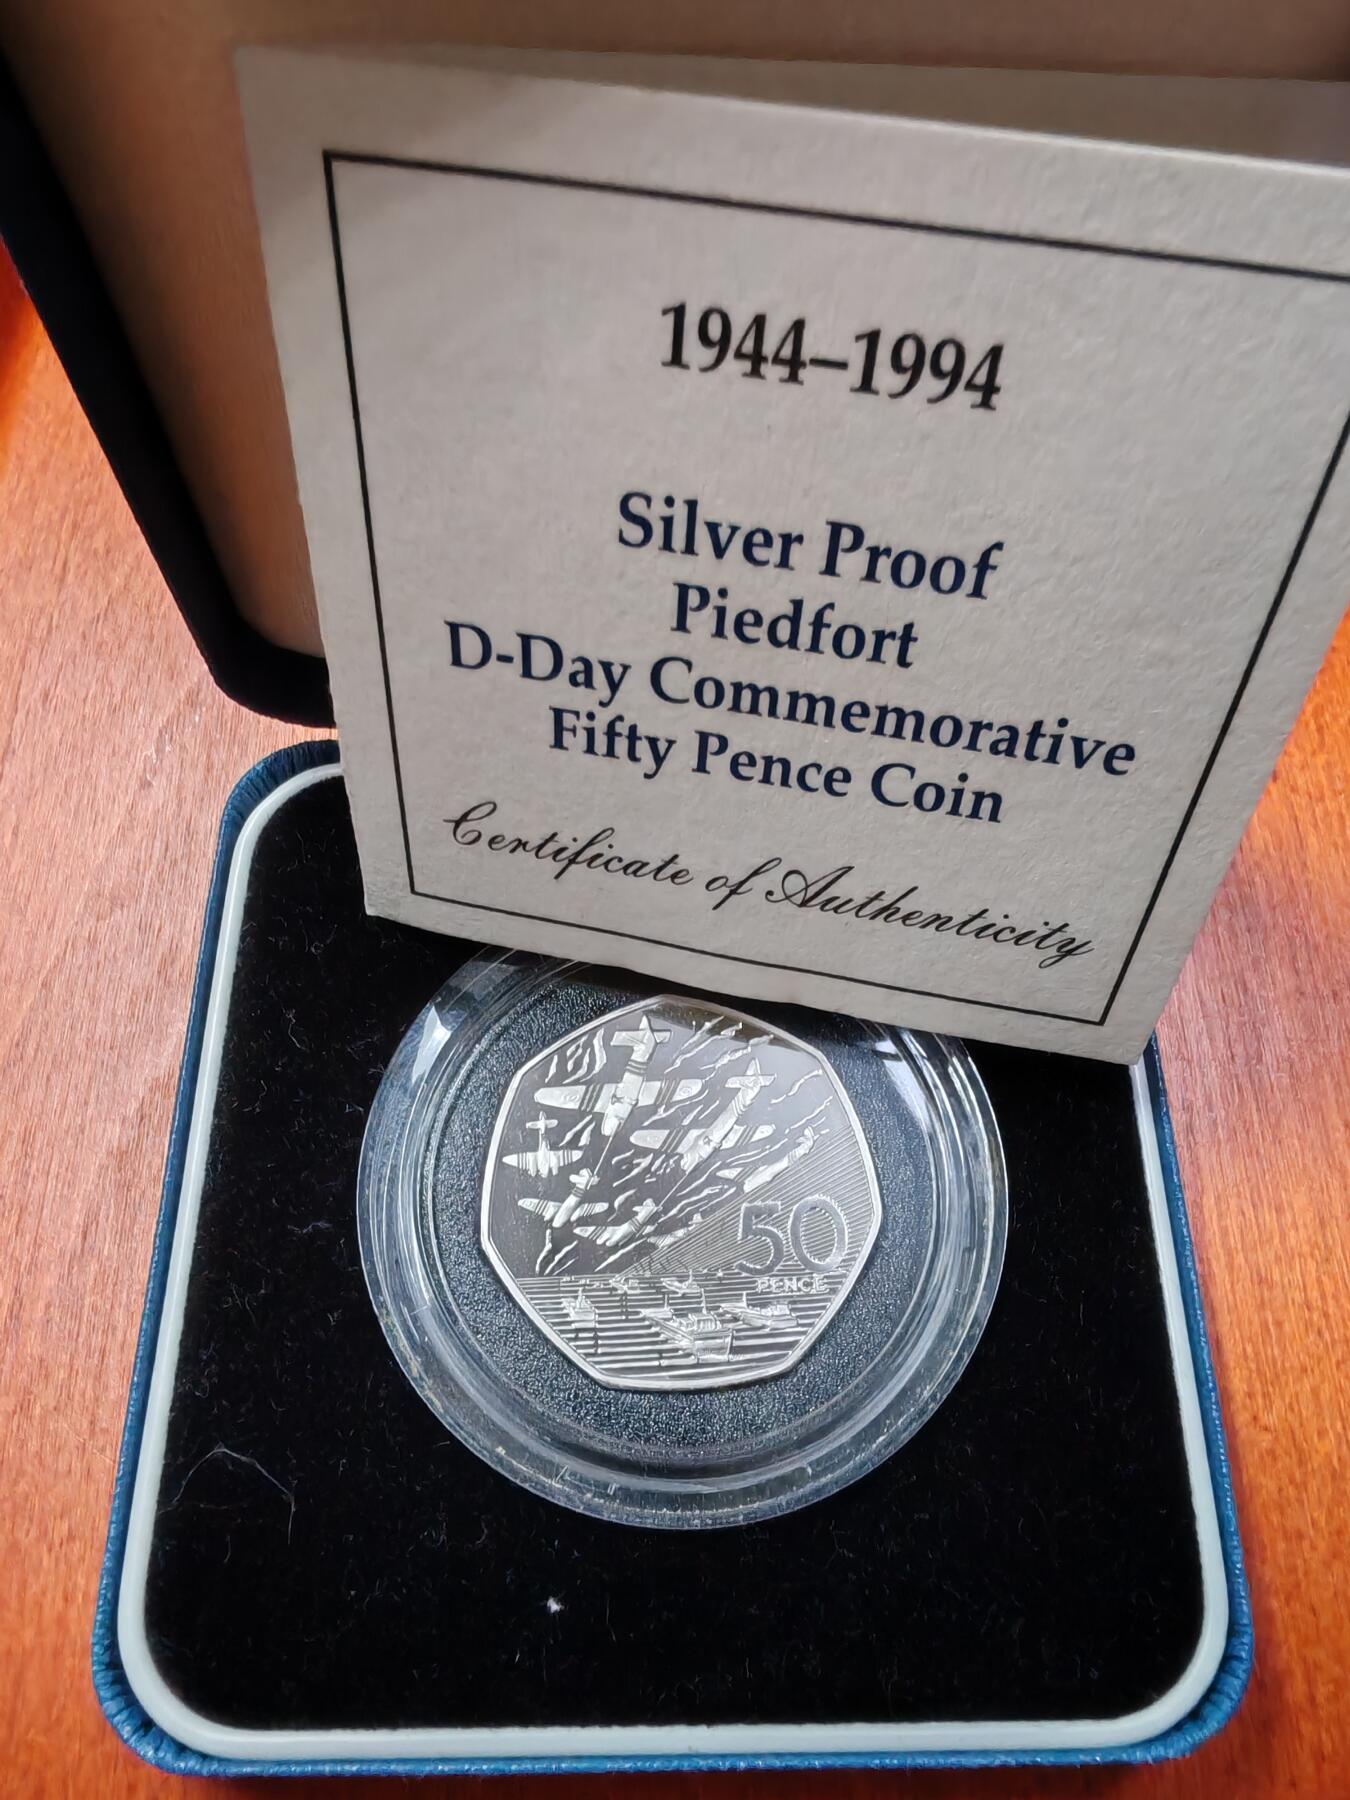 1944–1994
Silver Proof
Piedfort
D-Day Commemorative
Fifty Pence Coin
Certificate of Authenticity
50
PENCE